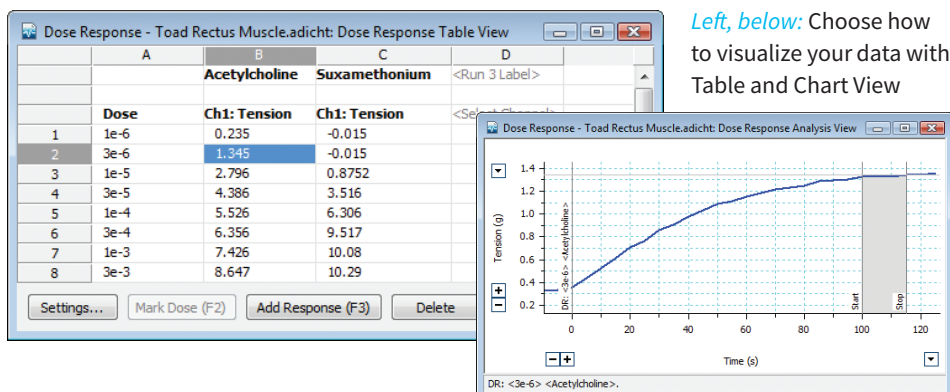 Left, below: Choose how
to visualize your data with
Table and Chart View
Dose Response - Toad Rectus Muscle.adicht: Dose Response Table View
A B C D
Acetylcholine Suxamethonium <Run 3 Label>
Dose Ch1: Tension Ch1: Tension
1 1e-6 0.235 -0.015
2 3e-6 1.345 -0.015
3 1e-5 2.796 0.8752
4 3e-5 4.386 3.516
5 1e-4 5.526 6.306
6 3e-4 6.356 9.517
7 1e-3 7.426 10.08
8 3e-3 8.647 10.29
Settings... Mark Dose (F2) Add Response (F3) Delete
Dose Response - Toad Rectus Muscle.adicht: Dose Response Analysis View
1.4
1.2
1.0
0.8
0.6
0.4
0.2
Tension (g)
DR: <3e-6> <Acetylcholine>
Start
Stop
0 20 40 60 80 100 120
Time (s)
DR: <3e-6> <Acetylcholine>.